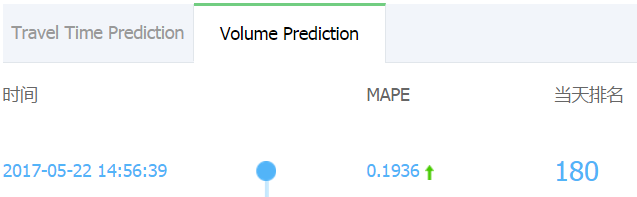 Travel Time Prediction Volume Prediction
时间 MAPE 当天排名
2017-05-22 14:56:39 0.1936 180